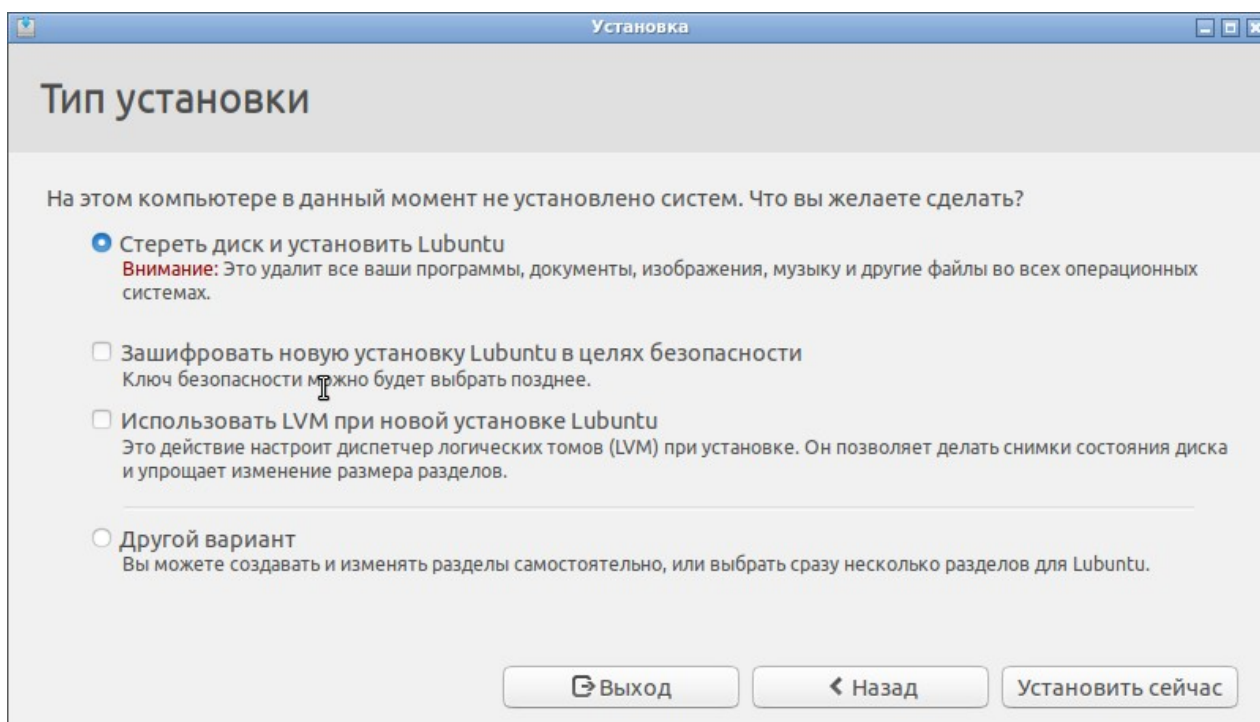 Установка
Тип установки
На этом компьютере в данный момент не установлено систем. Что вы желаете сделать?
Стереть диск и установить Lubuntu
Внимание: Это удалит все ваши программы, документы, изображения, музыку и другие файлы во всех операционных
системах.
Зашифровать новую установку Lubuntu в целях безопасности
Ключ безопасности можно будет выбрать позднее.
Использовать LVM при новой установке Lubuntu
Это действие настроит диспетчер логических томов (LVM) при установке. Он позволяет делать снимки состояния диска
и упрощает изменение размера разделов.
Другой вариант
Вы можете создавать и изменять разделы самостоятельно, или выбрать сразу несколько разделов для Lubuntu.
Выход
Назад
Установить сейчас